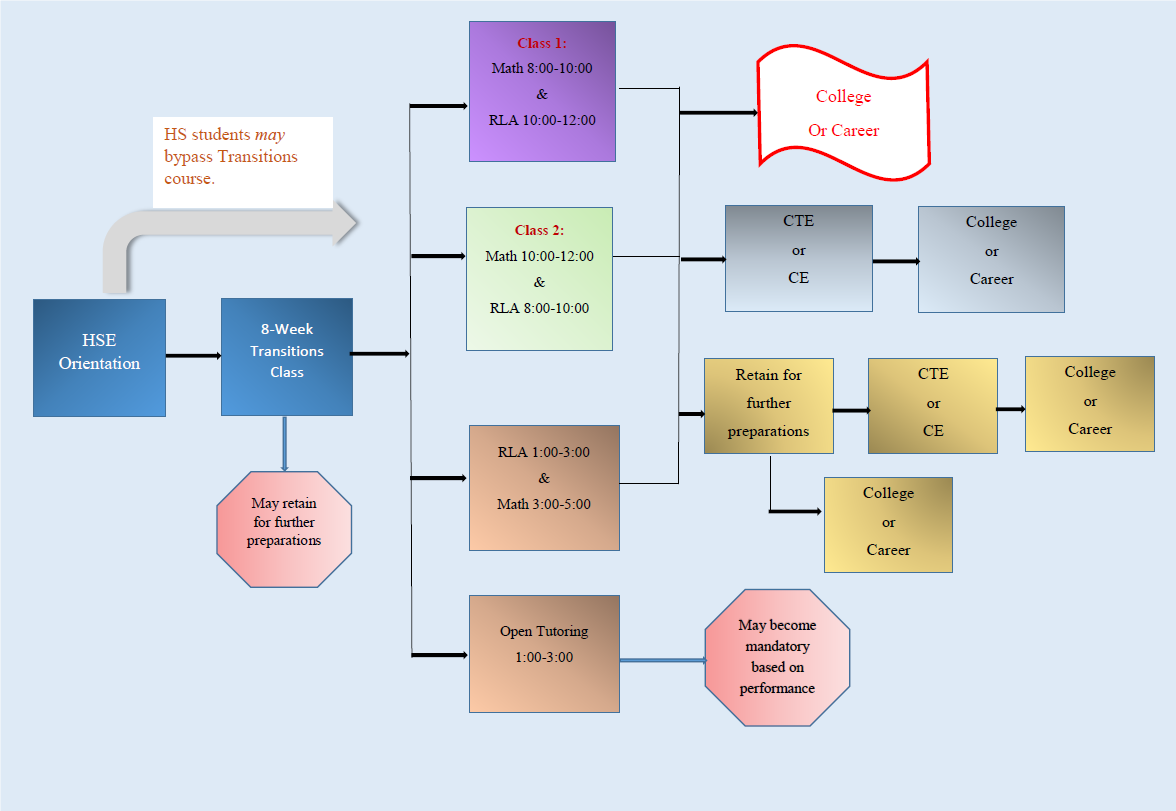 HS students may
bypass Transitions
course.
HSE
Orientation
8-Week
Transitions
Class
May retain
for further
preparations
Class 1:
Math 8:00-10:00
&
RLA 10:00-12:00
Class 2:
Math 10:00-12:00
&
RLA 8:00-10:00
RLA 1:00-3:00
&
Math 3:00-5:00
Open Tutoring
1:00-3:00
College
Or Career
CTE
or
CE
College
or
Career
Retain for
further
preparations
CTE
or
CE
College
or
Career
College
or
Career
May become
mandatory
based on
performance